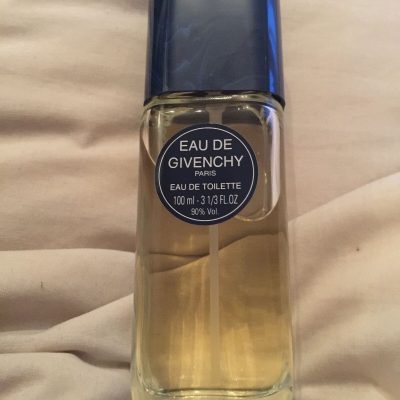 EAU DE
GIVENCHY
PARIS
EAU DE TOILETTE
100 ml - 3 1/3 FL.OZ
90% Vol